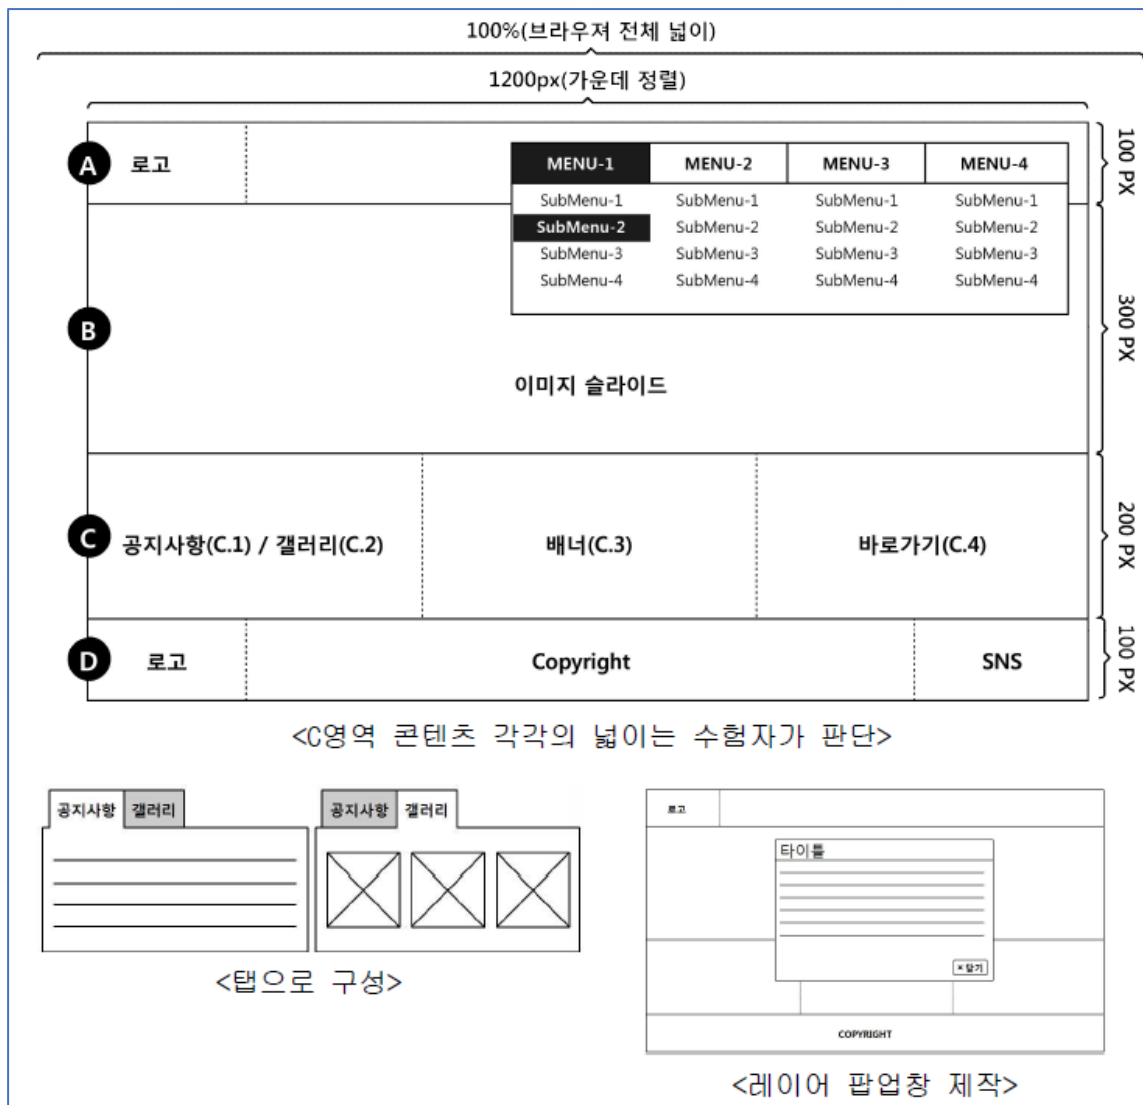 100%(브라우져 전체 넓이)
1200px(가운데 정렬)
A
로고
MENU-1 MENU-2 MENU-3 MENU-4
SubMenu-1 SubMenu-1 SubMenu-1 SubMenu-1
SubMenu-2 SubMenu-2 SubMenu-2 SubMenu-2
SubMenu-3 SubMenu-3 SubMenu-3 SubMenu-3
SubMenu-4 SubMenu-4 SubMenu-4 SubMenu-4
100 PX
B
이미지 슬라이드
300 PX
C
공지사항(C.1) / 갤러리(C.2) 배너(C.3) 바로가기(C.4)
200 PX
D
로고 Copyright SNS
100 PX
<C영역 콘텐츠 각각의 넓이는 수험자가 판단>
공지사항 갤러리 공지사항 갤러리
<탭으로 구성>
로고
타이틀
× 닫기
COPYRIGHT
<레이어 팝업창 제작>